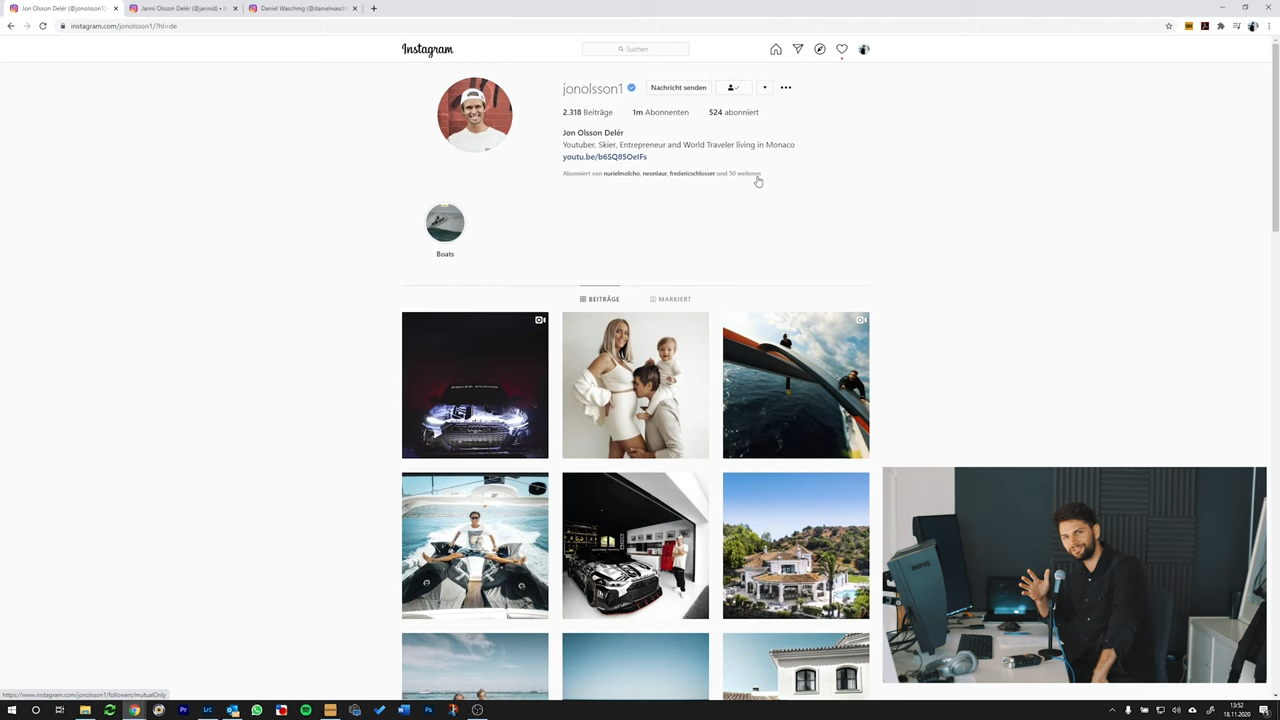 Jon Olsson Delér (@jonolsson1)
Janni Olsson Delér (@jannid) •
Daniel Waschnig (@danielwasch
instagram.com/jonolsson1/?hl=de
Instagram
Suchen
jonolsson1
Nachricht senden
2.318 Beiträge
1m Abonnenten
524 abonniert
Jon Olsson Delér
Youtuber, Skier, Entrepreneur and World Traveler living in Monaco
youtu.be/b6SQ85OeIFs
Abonniert von nurielmolcho, neonlaur, fredericschlosser und 50 weiteren
Boats
BEITRÄGE
MARKIERT
BenQ
https://www.instagram.com/jonolsson1/followers/mutualOnly
13:52
18.11.2020